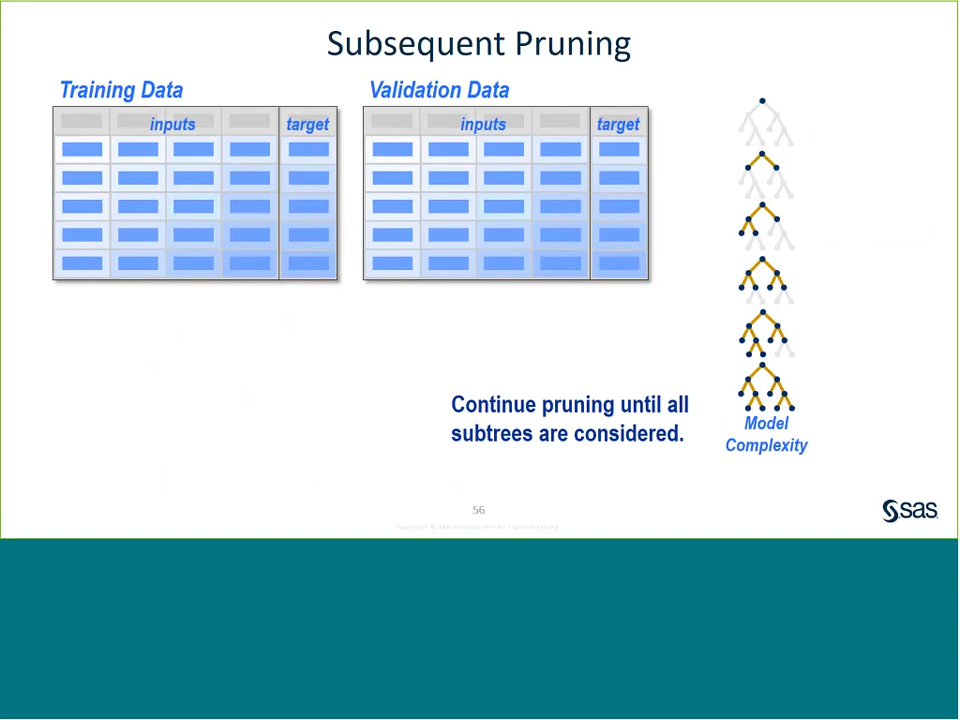 Subsequent Pruning
Training Data
Validation Data
inputs target
inputs target
Continue pruning until all
subtrees are considered.
Model
Complexity
56
sas